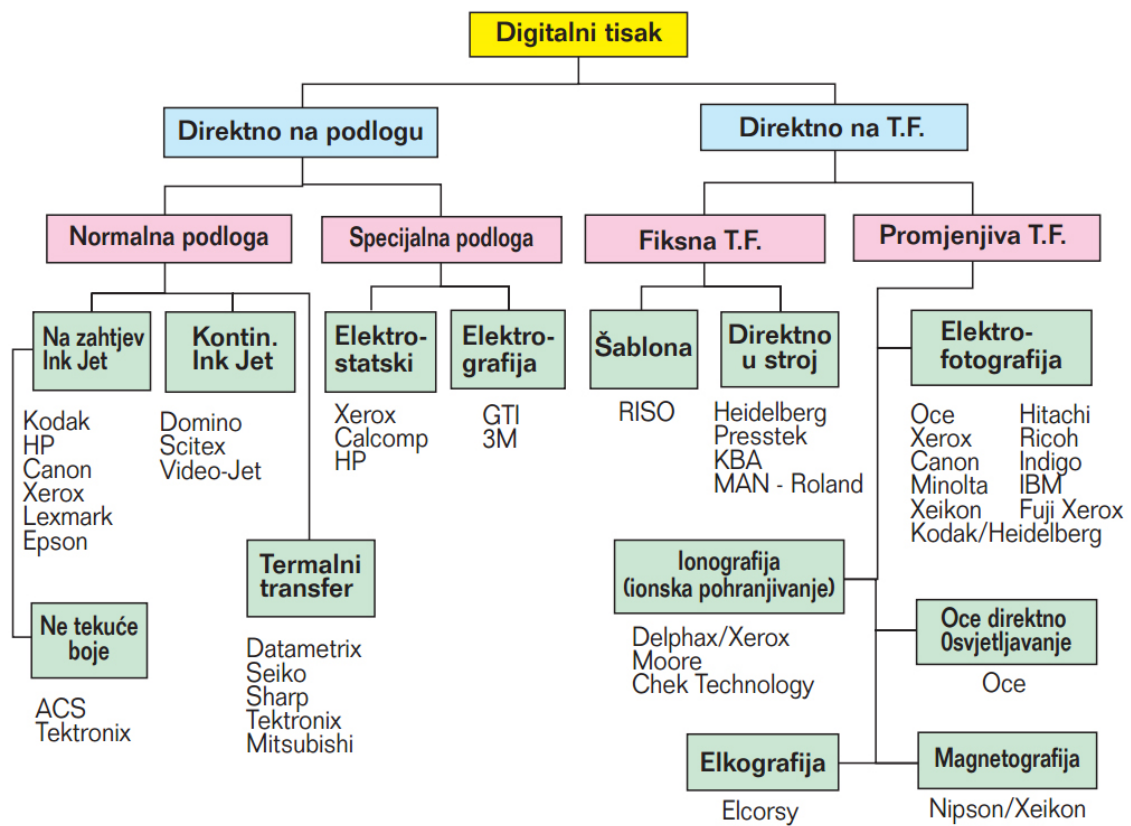 Digitalni tisak
Direktno na podlogu
Direktno na T.F.
Normalna podloga
Specijalna podloga
Fiksna T.F.
Promjenjiva T.F.
Na zahtjev
Ink Jet
Kodak
HP
Canon
Xerox
Lexmark
Epson
Kontin.
Ink Jet
Domino
Scitex
Video-Jet
Elektro-
statski
Xerox
Calcomp
HP
Elektro-
grafija
GTI
3M
Šablona
RISO
Direktno
u stroj
Heidelberg
Presstek
KBA
MAN - Roland
Elektro-
fotografija
Oce
Xerox
Canon
Minolta
Xeikon
Kodak/Heidelberg
Hitachi
Ricoh
Indigo
IBM
Fuji Xerox
Ne tekuće
boje
ACS
Tektronix
Termalni
transfer
Datametrix
Seiko
Sharp
Tektronix
Mitsubishi
Ionografija
(ionska pohranjivanje)
Delphax/Xerox
Moore
Chek Technology
Oce direktno
0svjetljavanje
Oce
Elkografija
Elcorsy
Magnetografija
Nipson/Xeikon